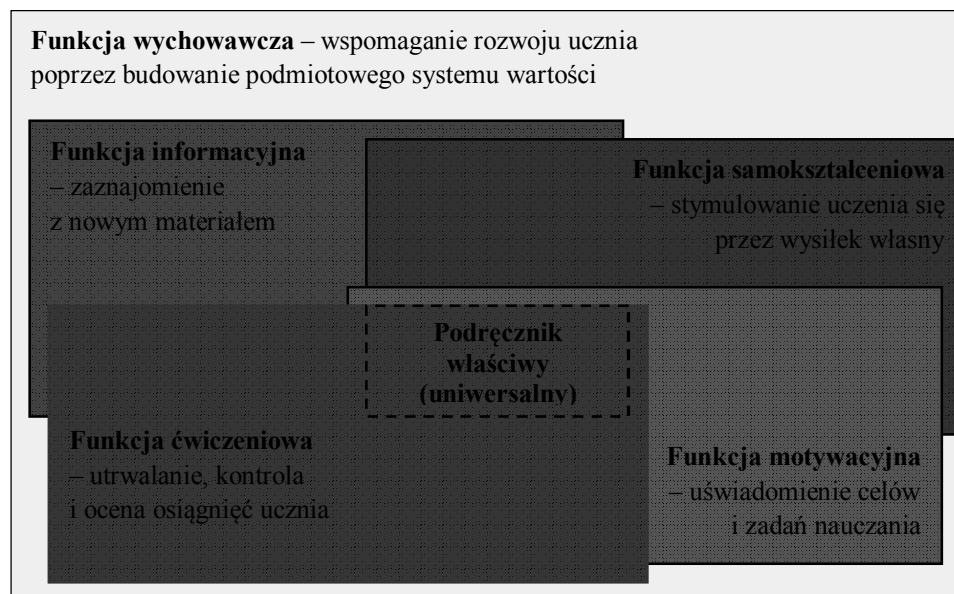 Funkcja wychowawcza – wspomaganie rozwoju ucznia
poprzez budowanie podmiotowego systemu wartości
Funkcja informacyjna
– zaznajomienie
z nowym materiałem
Funkcja samokształceniowa
– stymulowanie uczenia się
przez wysiłek własny
Podręcznik
właściwy
(uniwersalny)
Funkcja ćwiczeniowa
– utrwalanie, kontrola
i ocena osiągnięć ucznia
Funkcja motywacyjna
– uświadomienie celów
i zadań nauczania